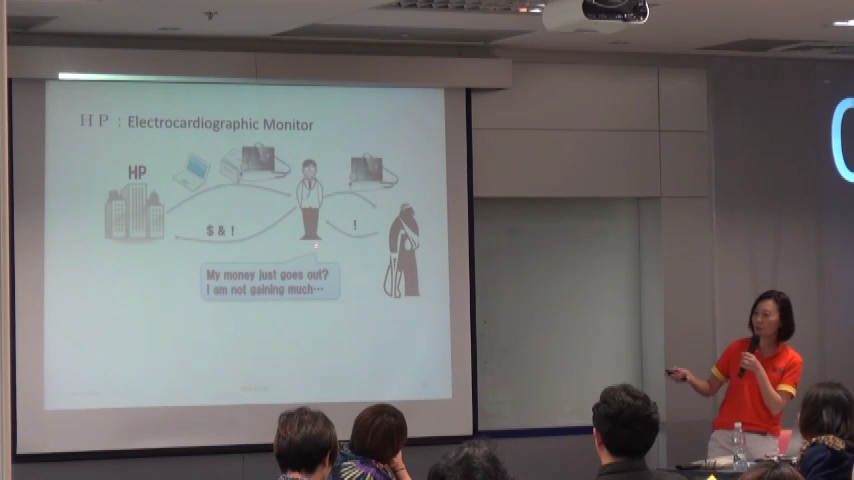 ＨＰ：Electrocardiographic Monitor
HP
$ & !
!
My money just goes out?
I am not gaining much…